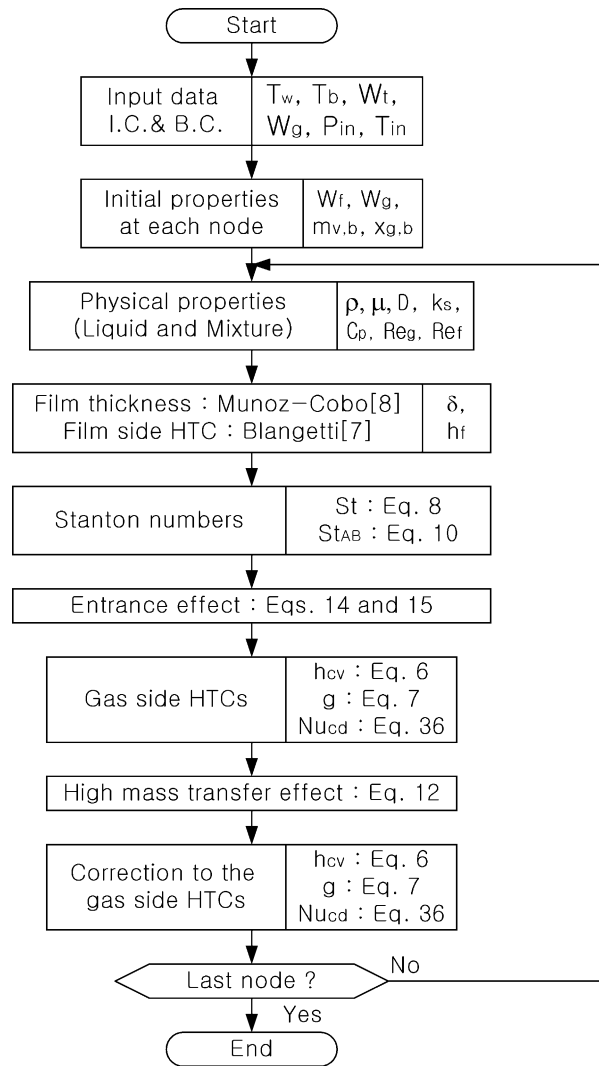 Start
Input data
I.C.& B.C.
Tw, Tb, Wt,
Wg, Pin, Tin
Initial properties
at each node
Wf, Wg,
mv,b, xg,b
Physical properties
(Liquid and Mixture)
ρ, μ, D, ks,
Cp, Reg, Ref
Film thickness : Munoz-Cobo[8]
Film side HTC : Blangetti[7]
δ,
hf
Stanton numbers
St : Eq. 8
StAB : Eq. 10
Entrance effect : Eqs. 14 and 15
Gas side HTCs
hcv : Eq. 6
g : Eq. 7
Nucd : Eq. 36
High mass transfer effect : Eq. 12
Correction to the
gas side HTCs
hcv : Eq. 6
g : Eq. 7
Nucd : Eq. 36
Last node ?
No
Yes
End